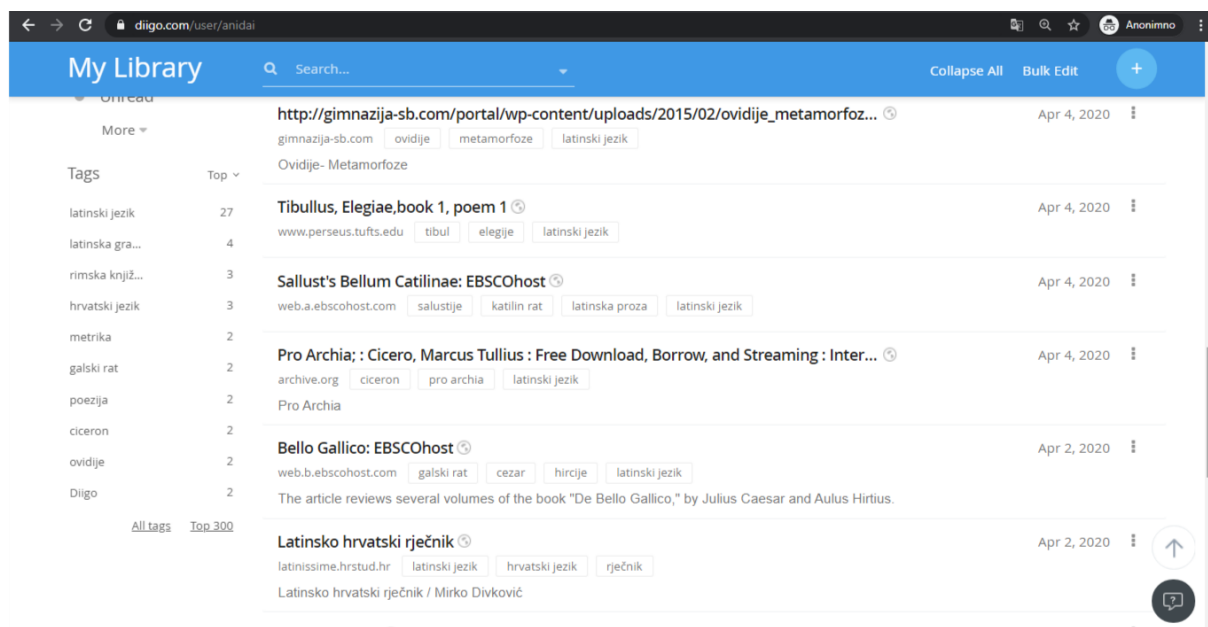 diigo.com/user/anidai
Anonimno
My Library
Search...
Collapse All
Bulk Edit
+
Unread
More
Tags
Top
latinski jezik 27
latinska gra... 4
rimska knjiž... 3
hrvatski jezik 3
metrika 2
galski rat 2
poezija 2
ciceron 2
ovidije 2
Diigo 2
All tags Top 300
http://gimnazija-sb.com/portal/wp-content/uploads/2015/02/ovidije_metamorfoz... Apr 4, 2020
gimnazija-sb.com ovidije metamorfoze latinski jezik
Ovidije- Metamorfoze
Tibullus, Elegiae,book 1, poem 1 Apr 4, 2020
www.perseus.tufts.edu tibul elegije latinski jezik
Sallust's Bellum Catilinae: EBSCOhost Apr 4, 2020
web.a.ebscohost.com salustije katilin rat latinska proza latinski jezik
Pro Archia; : Cicero, Marcus Tullius : Free Download, Borrow, and Streaming : Inter... Apr 4, 2020
archive.org ciceron pro archia latinski jezik
Pro Archia
Bello Gallico: EBSCOhost Apr 2, 2020
web.b.ebscohost.com galski rat cezar hircije latinski jezik
The article reviews several volumes of the book "De Bello Gallico," by Julius Caesar and Aulus Hirtius.
Latinsko hrvatski rječnik Apr 2, 2020
latinissime.hrstud.hr latinski jezik hrvatski jezik rječnik
Latinsko hrvatski rječnik / Mirko Divković